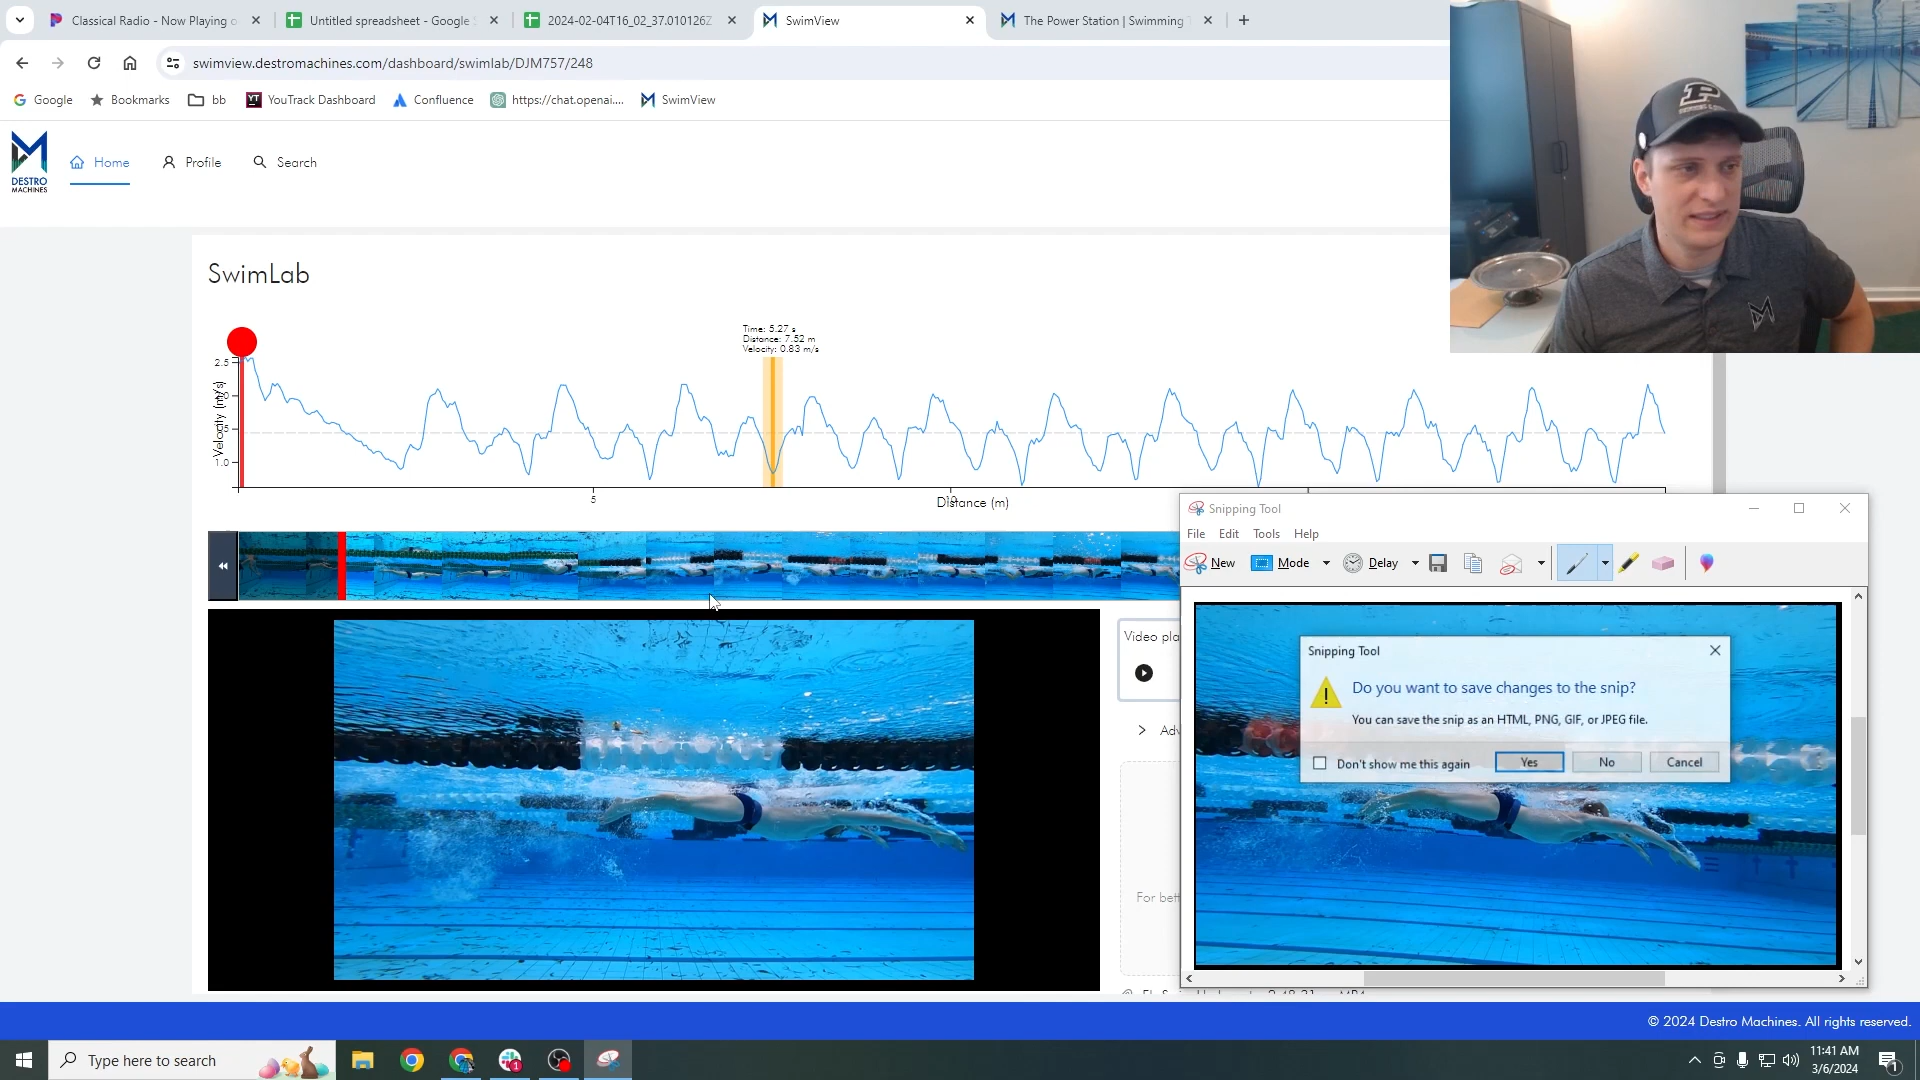 Classical Radio - Now Playing o
Untitled spreadsheet - Google S
2024-02-04T16_02_37.010126Z
SwimView
The Power Station | Swimming T
swimview.destromachines.com/dashboard/swimlab/DJM757/248
Google
Bookmarks
bb
YT
YouTrack Dashboard
Confluence
https://chat.openai....
SwimView
DESTRO
MACHINES
Home
Profile
Search
P
SwimLab
Time: 5.27 s
Distance: 7.52 m
Velocity: 0.83 m/s
2.5
1.0
Velocity (m/s)
5
Distance (m)
Snipping Tool
File Edit Tools Help
New
Mode
Delay
Video pla
Adv
For bett
Snipping Tool
Do you want to save changes to the snip?
You can save the snip as an HTML, PNG, GIF, or JPEG file.
Don't show me this again
Yes
No
Cancel
© 2024 Destro Machines. All rights reserved.
Type here to search
11:41 AM
3/6/2024
1